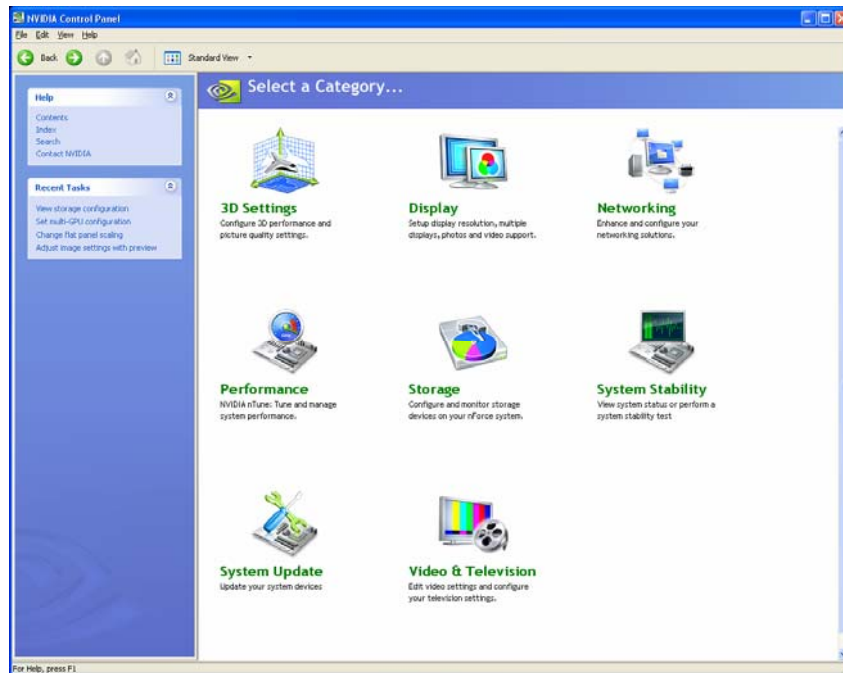 NVIDIA Control Panel
File Edit View Help
Back
Standard View
Help
Contents
Index
Search
Contact NVIDIA
Recent Tasks
View storage configuration
Set multi-GPU configuration
Change flat panel scaling
Adjust image settings with preview
Select a Category...
3D Settings
Configure 3D performance and
picture quality settings.
Display
Setup display resolution, multiple
displays, photos and video support.
Networking
Enhance and configure your
networking solutions.
Performance
NVIDIA nTune: Tune and manage
system performance.
Storage
Configure and monitor storage
devices on your nForce system.
System Stability
View system status or perform a
system stability test
System Update
Update your system devices
Video & Television
Edit video settings and configure
your television settings.
For Help, press F1